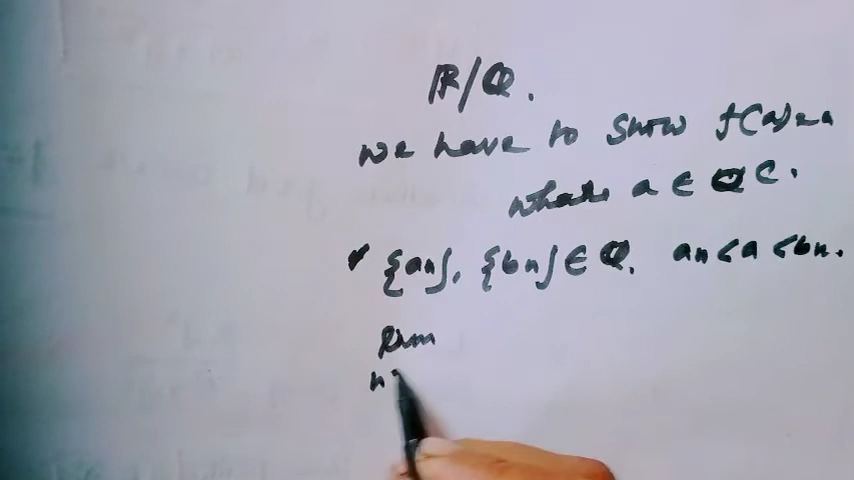 R/Q.
we have to show f(a)=a
where a ∈ QC.
{an}, {bn} ∈ Q. an<a<bn.
lim
n